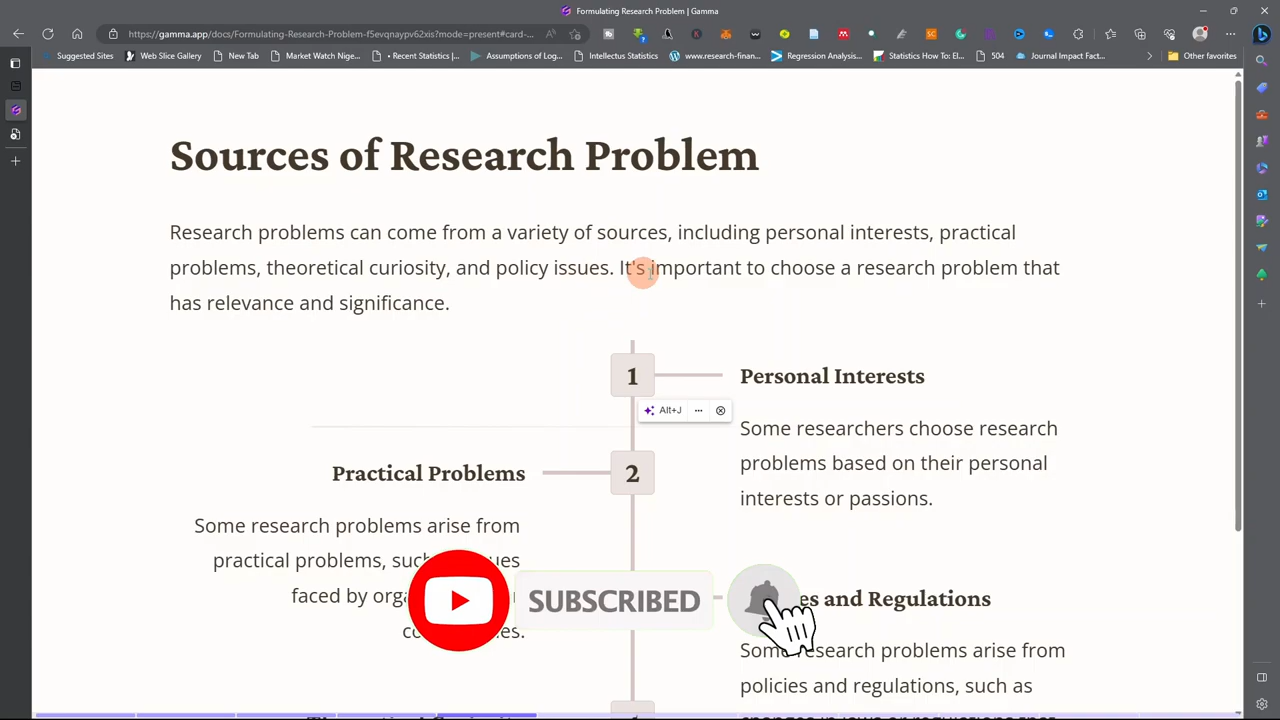 Formulating Research Problem | Gamma
https://gamma.app/docs/Formulating-Research-Problem-f5evqnaypv62xis?mode=present#card-...
Suggested Sites
Web Slice Gallery
New Tab
Market Watch Nige...
• Recent Statistics |...
Assumptions of Log...
Intellectus Statistics
www.research-finan...
Regression Analysis...
Statistics How To: El...
504
Journal Impact Fact...
Other favorites
Sources of Research Problem
Research problems can come from a variety of sources, including personal interests, practical
problems, theoretical curiosity, and policy issues. It's important to choose a research problem that
has relevance and significance.
1
Personal Interests
Alt+J
Some researchers choose research
problems based on their personal
interests or passions.
2
Practical Problems
Some research problems arise from
practical problems,
faced by
SUBSCRIBED
and Regulations
Some research problems arise from
policies and regulations, such as